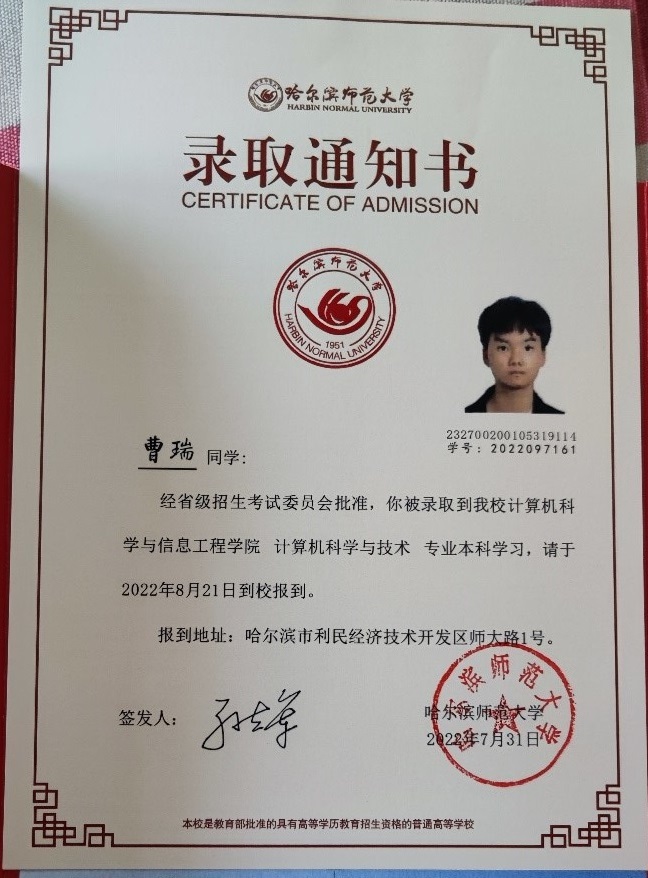 哈尔滨师范大学
HARBIN NORMAL UNIVERSITY
录取通知书
CERTIFICATE OF ADMISSION
哈尔滨师范大学
1951
HARBIN NORMAL UNIVERSITY
232700200105319114
学号：2022097161
曹瑞 同学：
经省级招生考试委员会批准，你被录取到我校计算机科
学与信息工程学院 计算机科学与技术 专业本科学习，请于
2022年8月21日到校报到。
报到地址：哈尔滨市利民经济技术开发区师大路1号。
签发人：
哈尔滨师范大学
2022年7月31日
哈尔滨师范大学
本校是教育部批准的具有高等学历教育招生资格的普通高等学校